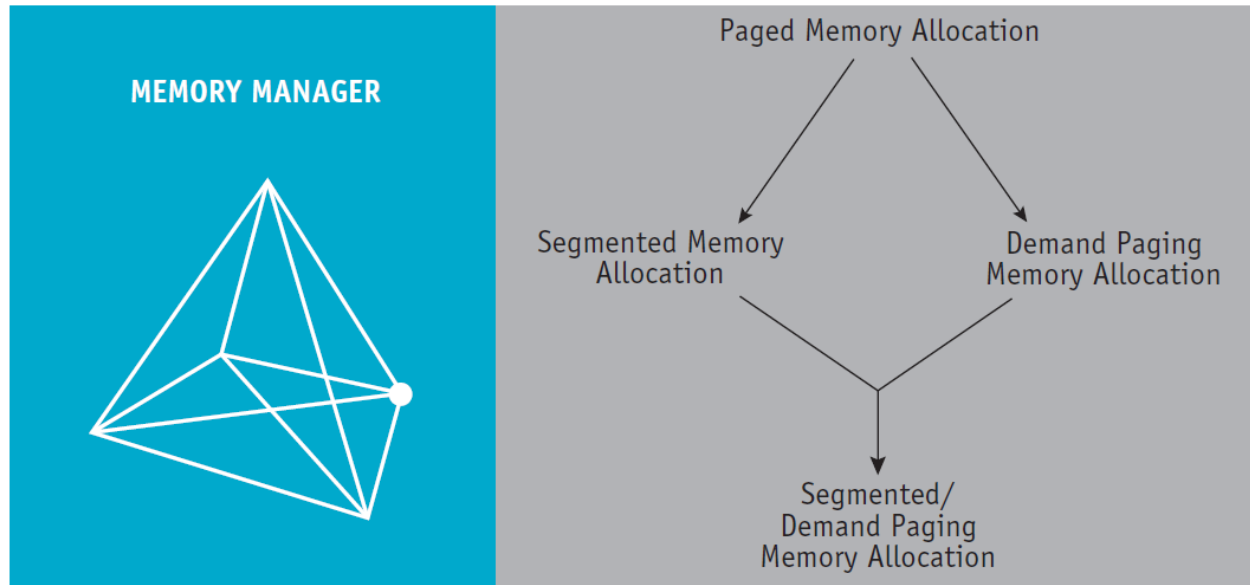 MEMORY MANAGER
Paged Memory Allocation
Segmented Memory
Allocation
Demand Paging
Memory Allocation
Segmented/
Demand Paging
Memory Allocation